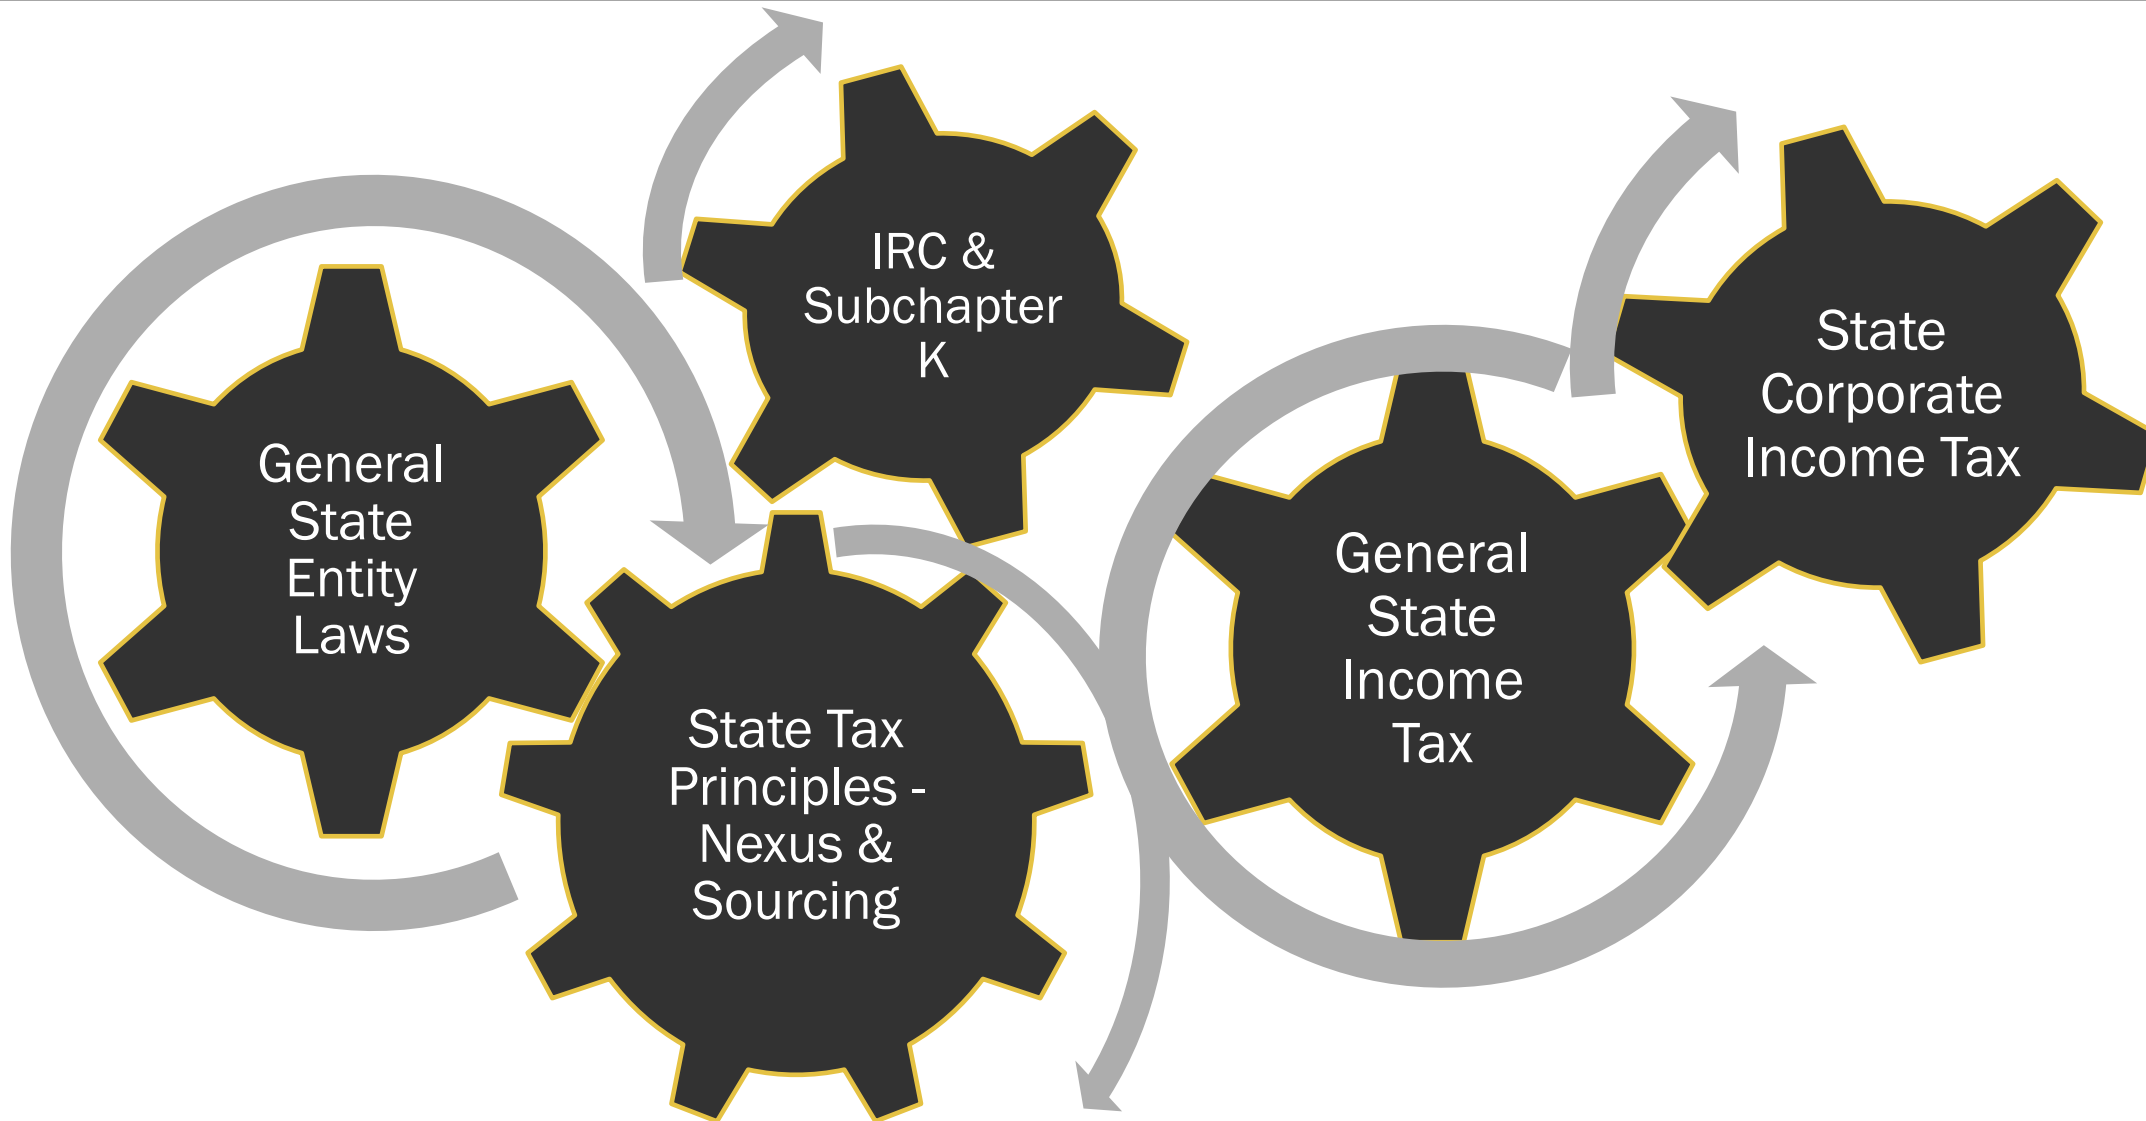 General
State
Entity
Laws
State Tax
Principles -
Nexus &
Sourcing
IRC &
Subchapter
K
General
State
Income
Tax
State
Corporate
Income Tax